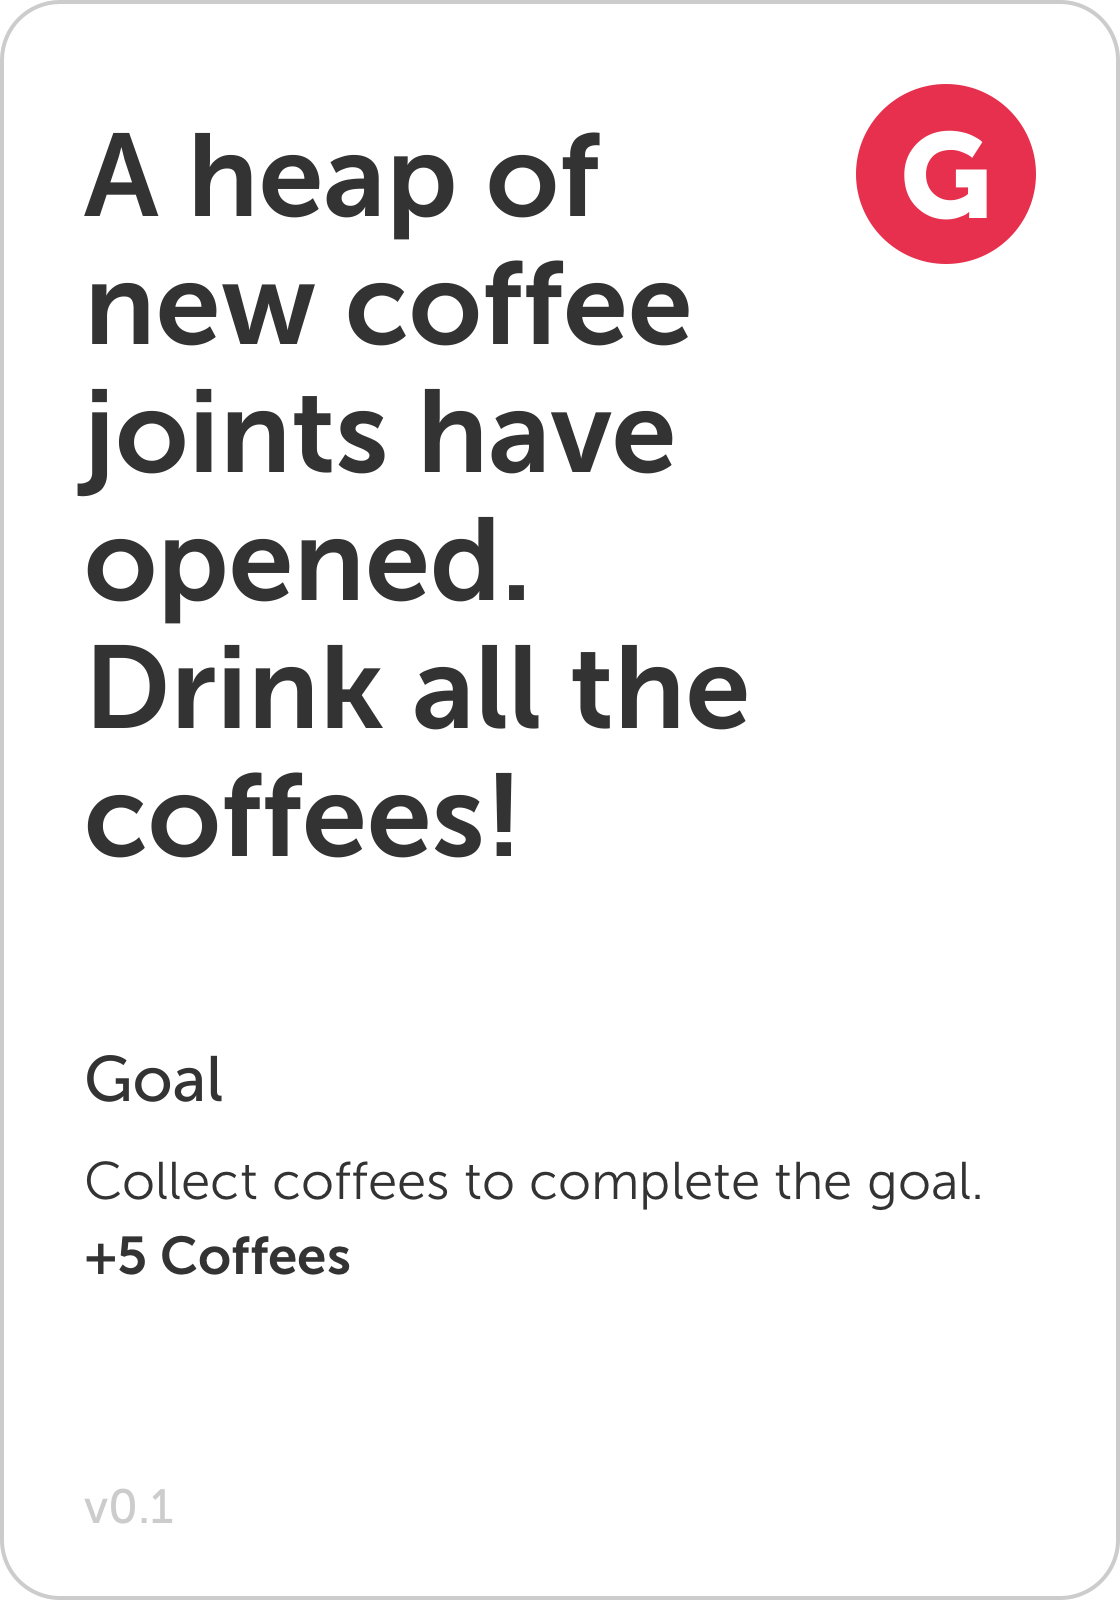 A heap of
new coffee
joints have
opened.
Drink all the
coffees!
G
Goal
Collect coffees to complete the goal.
+5 Coffees
v0.1